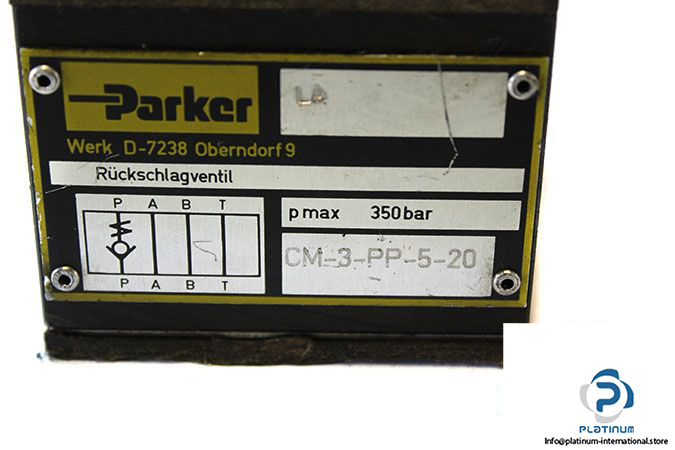 Parker
LA
Werk D-7238 Oberndorf 9
Rückschlagventil
P A B T
P A B T
p max 350 bar
CM-3-PP-5-20
PLATINUM
Info@platinum-international.store